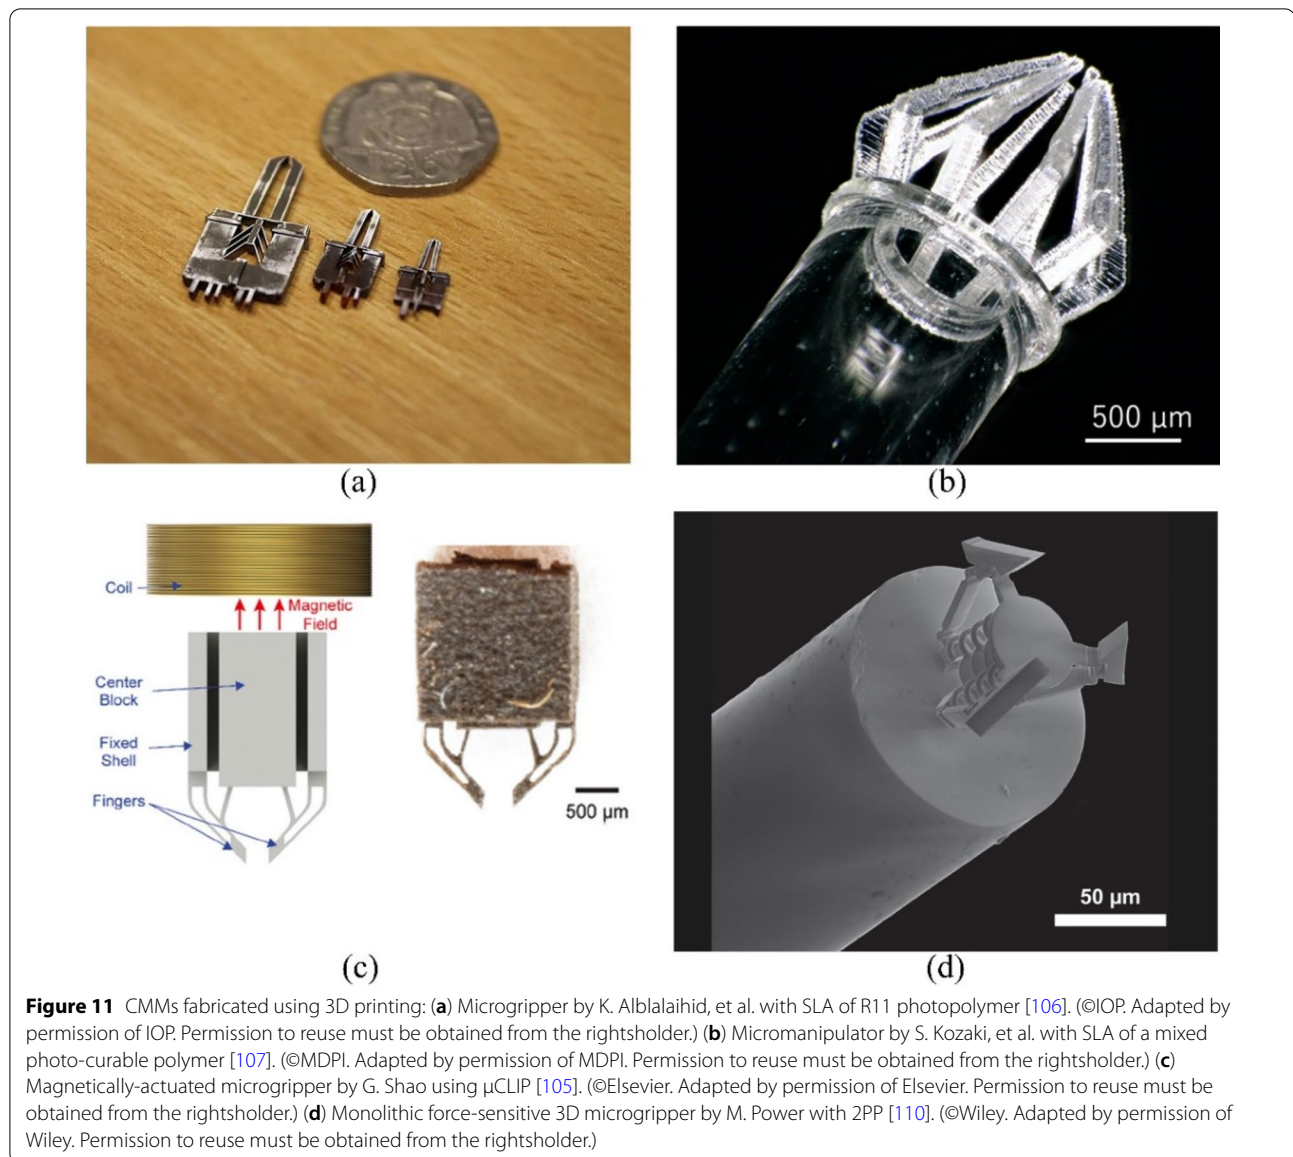 500 µm
(a)
(b)
Coil
Magnetic
Field
Center
Block
Fixed
Shell
Fingers
500 µm
50 µm
(c)
(d)
Figure 11 CMMs fabricated using 3D printing: (a) Microgripper by K. Alblalaihid, et al. with SLA of R11 photopolymer [106]. (©IOP. Adapted by
permission of IOP. Permission to reuse must be obtained from the rightsholder.) (b) Micromanipulator by S. Kozaki, et al. with SLA of a mixed
photo-curable polymer [107]. (©MDPI. Adapted by permission of MDPI. Permission to reuse must be obtained from the rightsholder.) (c)
Magnetically-actuated microgripper by G. Shao using µCLIP [105]. (©Elsevier. Adapted by permission of Elsevier. Permission to reuse must be
obtained from the rightsholder.) (d) Monolithic force-sensitive 3D microgripper by M. Power with 2PP [110]. (©Wiley. Adapted by permission of
Wiley. Permission to reuse must be obtained from the rightsholder.)